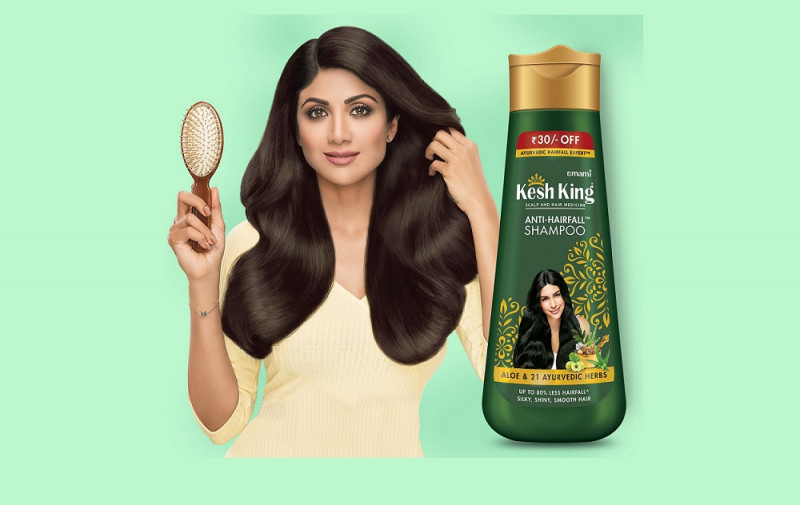 ₹30/- OFF
AYURVEDIC HAIRFALL EXPERT™
emami
Kesh King®
SCALP AND HAIR MEDICINE
ANTI-HAIRFALL™
SHAMPOO
ALOE & 21 AYURVEDIC HERBS
UP TO 80% LESS HAIRFALL^
SILKY, SHINY, SMOOTH HAIR